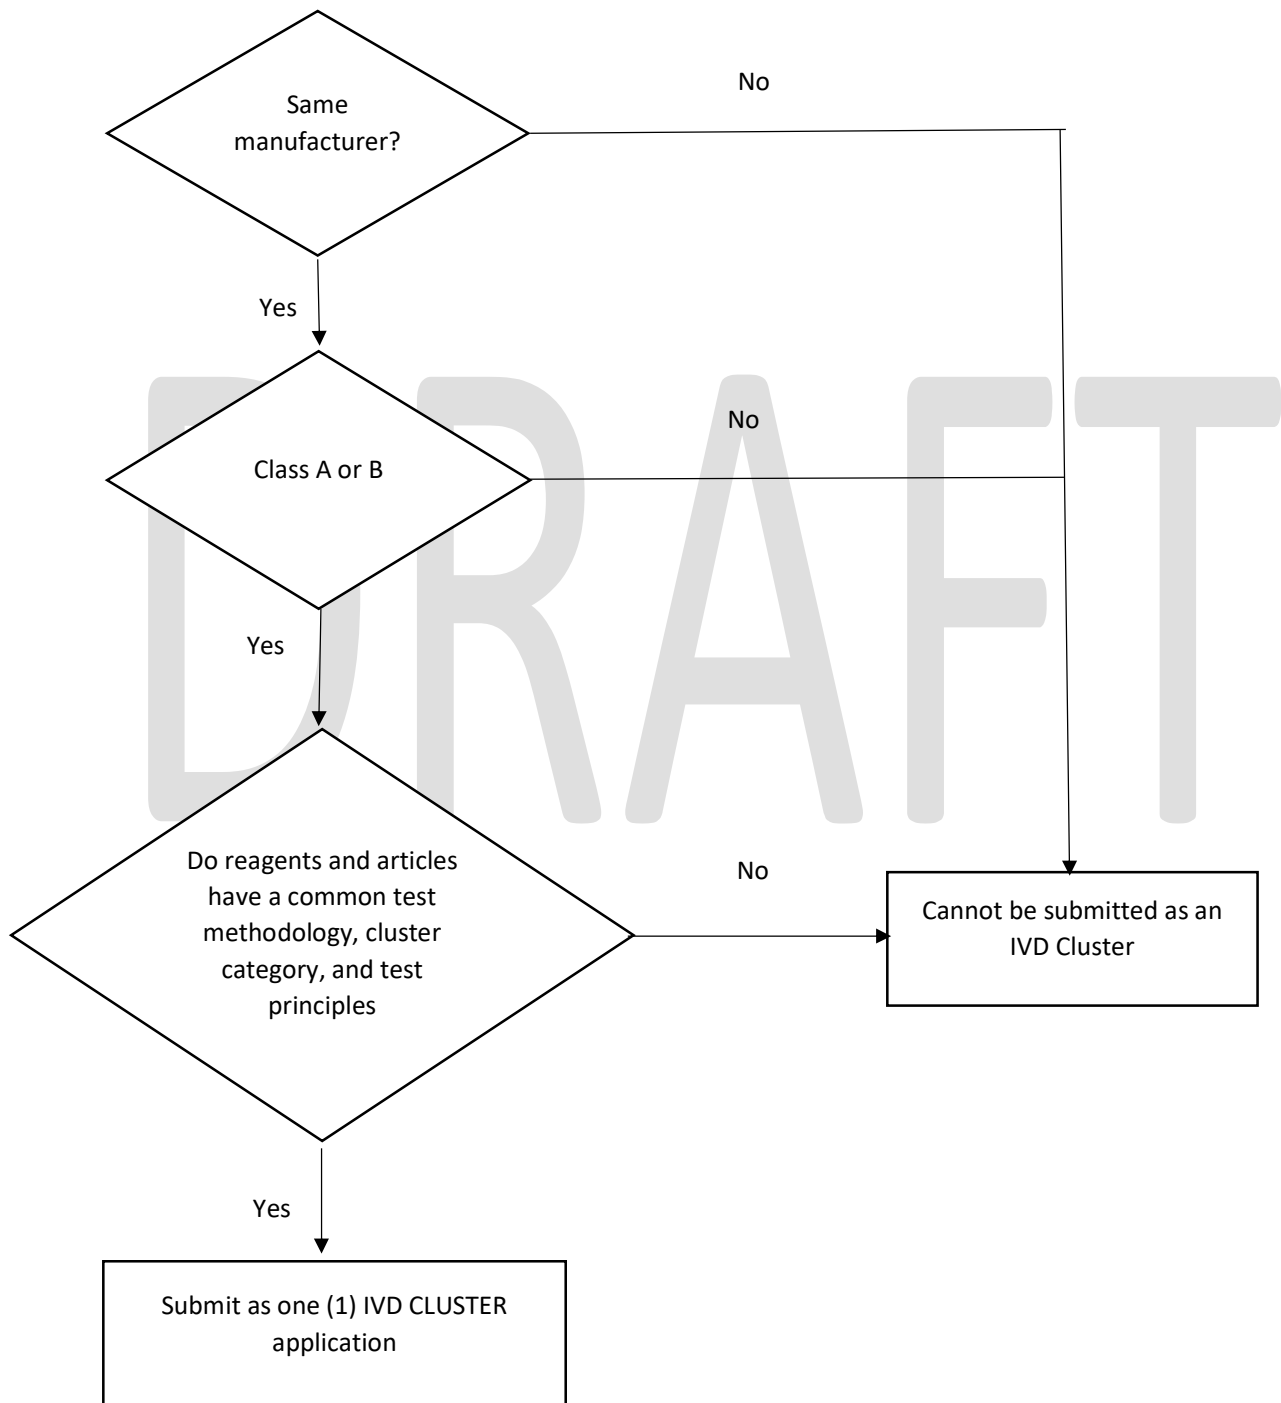 Same
manufacturer?
No
Yes
Class A or B
No
Yes
DRAFT
Do reagents and articles
have a common test
methodology, cluster
category, and test
principles
No
Cannot be submitted as an
IVD Cluster
Yes
Submit as one (1) IVD CLUSTER
application